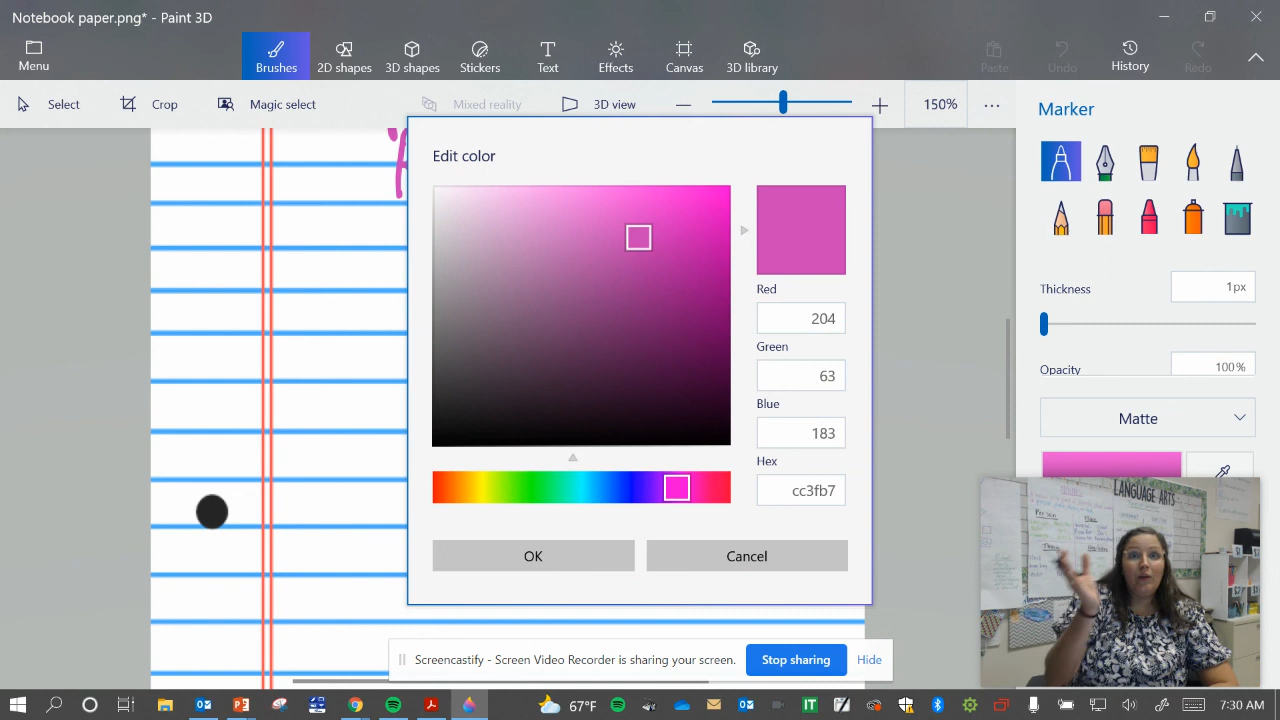 Notebook paper.png* - Paint 3D
Menu
Brushes
2D shapes
3D shapes
Stickers
Text
Effects
Canvas
3D library
Paste
Undo
History
Redo
Select
Crop
Magic select
Mixed reality
3D view
150%
Marker
Edit color
Red
204
Green
63
Blue
183
Hex
cc3fb7
OK
Cancel
Thickness
1px
Opacity
100%
Matte
LANGUAGE ARTS
Person
Screencastify - Screen Video Recorder is sharing your screen.
Stop sharing
Hide
67°F
IT
7:30 AM